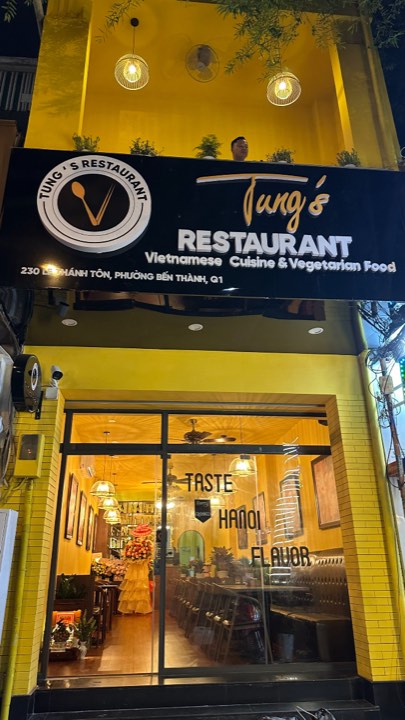 TUNG'S RESTAURANT
Tung's
RESTAURANT
Vietnamese Cuisine & Vegetarian Food
230 LÊ THÁNH TÔN, PHƯỜNG BẾN THÀNH, Q1
TASTE
HANOI
FLAVOR